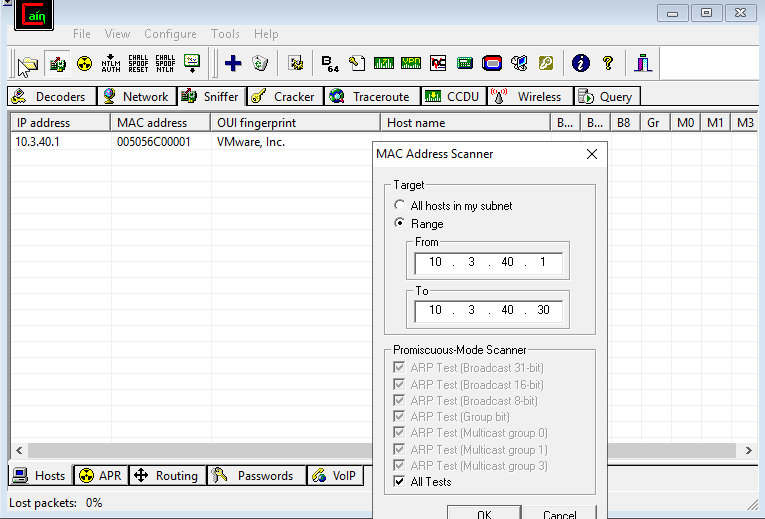 Cain
File View Configure Tools Help
NTLM AUTH CHALL SPOOF RESET CHALL SPOOF NTLM B 64
Decoders Network Sniffer Cracker Traceroute CCDU Wireless Query
IP address MAC address OUI fingerprint Host name B... B... B8 Gr M0 M1 M3
10.3.40.1 005056C00001 VMware, Inc.
MAC Address Scanner
Target
All hosts in my subnet
Range
From
10 . 3 . 40 . 1
To
10 . 3 . 40 . 30
Promiscuous-Mode Scanner
ARP Test (Broadcast 31-bit)
ARP Test (Broadcast 16-bit)
ARP Test (Broadcast 8-bit)
ARP Test (Group bit)
ARP Test (Multicast group 0)
ARP Test (Multicast group 1)
ARP Test (Multicast group 3)
All Tests
OK Cancel
Hosts APR Routing Passwords VoIP
Lost packets: 0%